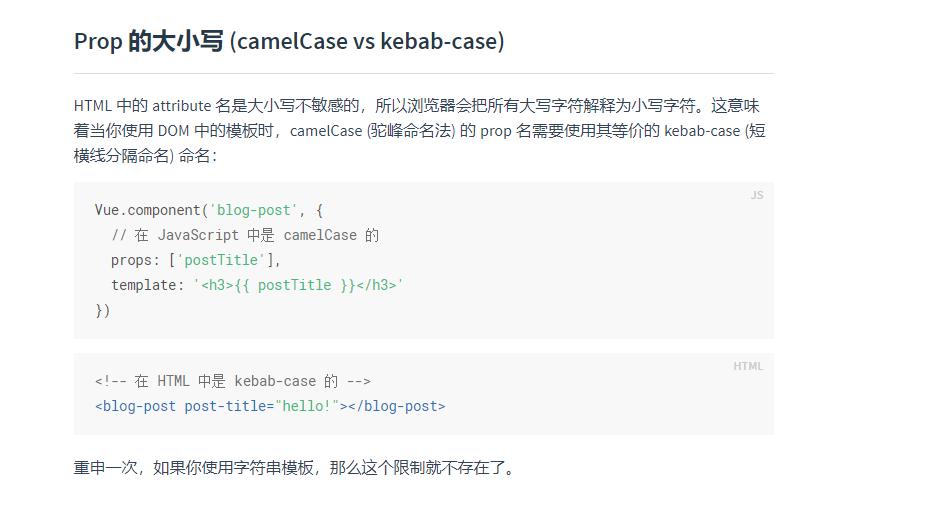 Prop 的大小写 (camelCase vs kebab-case)
HTML 中的 attribute 名是大小写不敏感的，所以浏览器会把所有大写字符解释为小写字符。这意味
着当你使用 DOM 中的模板时，camelCase (驼峰命名法) 的 prop 名需要使用其等价的 kebab-case (短
横线分隔命名) 命名：
JS
Vue.component('blog-post', {
  // 在 JavaScript 中是 camelCase 的
  props: ['postTitle'],
  template: '<h3>{{ postTitle }}</h3>'
})
HTML
<!-- 在 HTML 中是 kebab-case 的 -->
<blog-post post-title="hello!"></blog-post>
重申一次，如果你使用字符串模板，那么这个限制就不存在了。